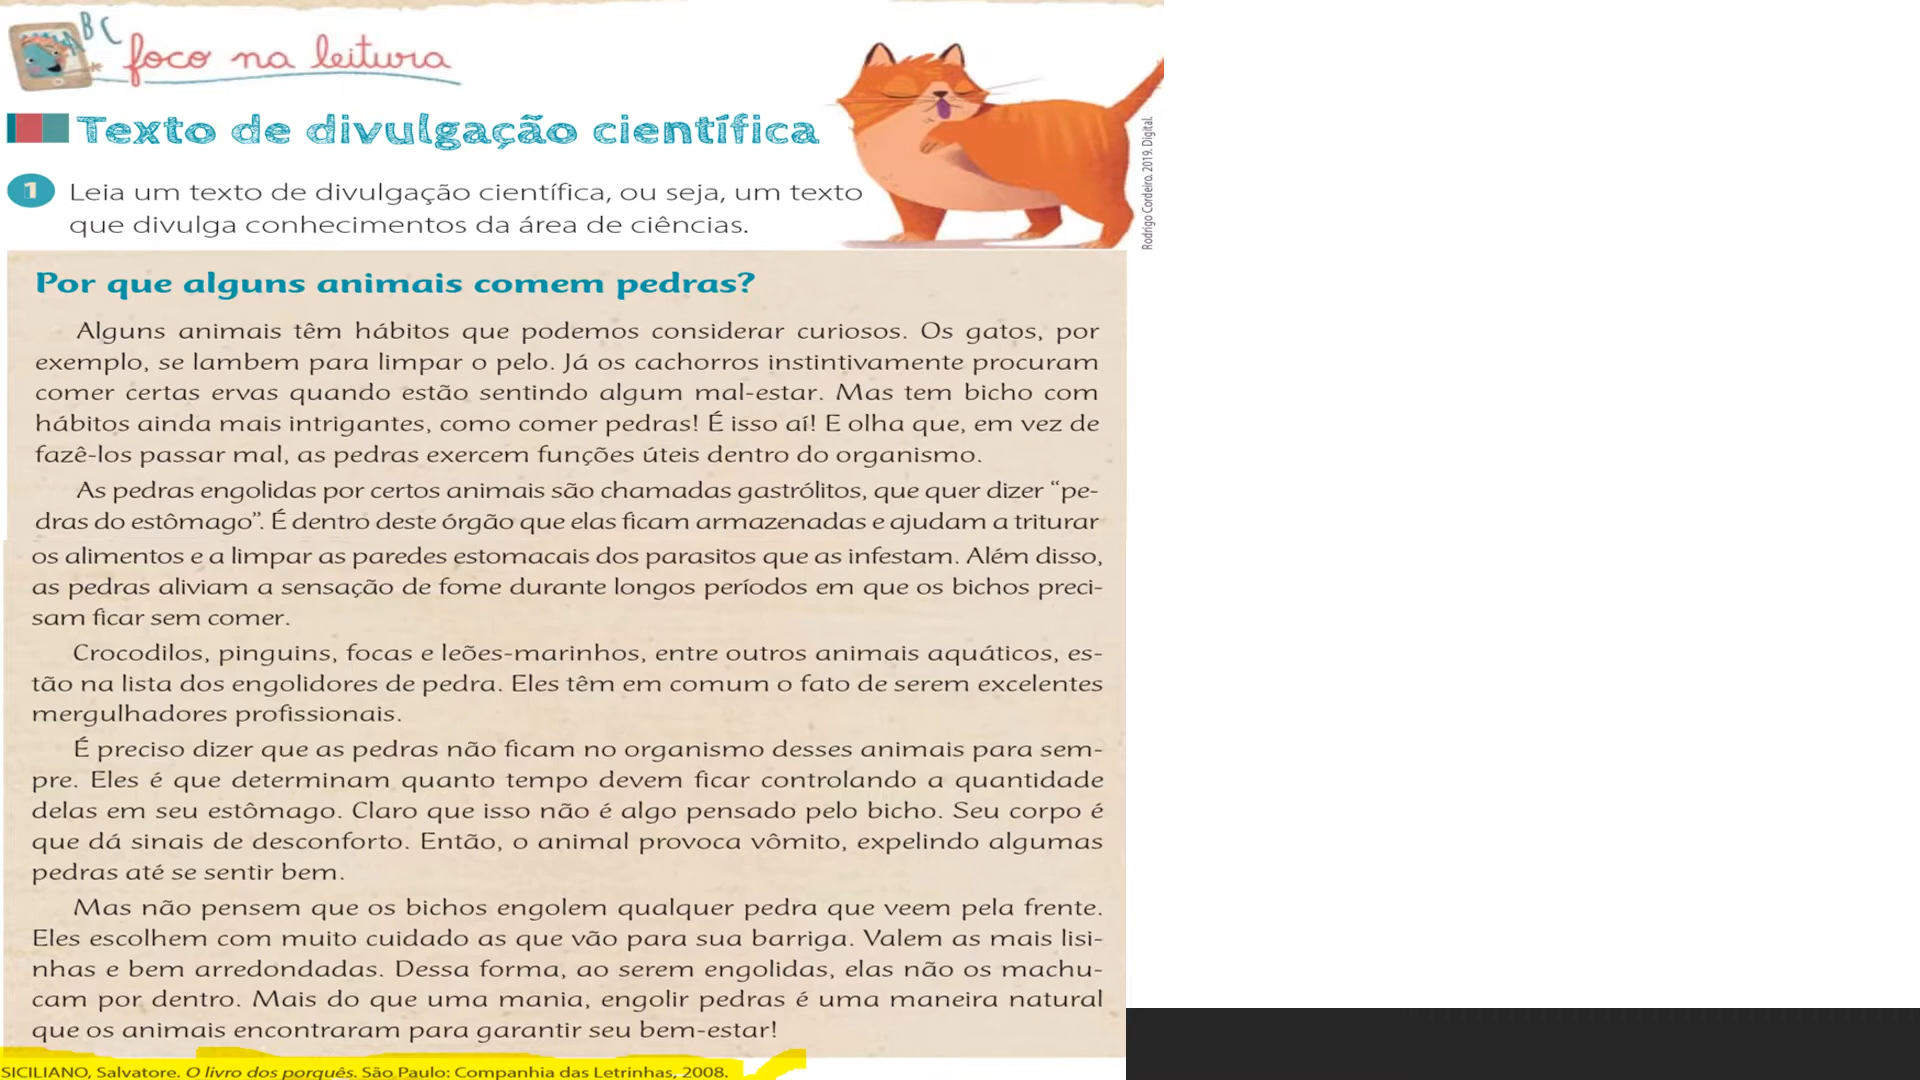 BC
foco na leitura
Texto de divulgação científica
1 Leia um texto de divulgação científica, ou seja, um texto
que divulga conhecimentos da área de ciências.
Rodrigo Cordeiro. 2019. Digital.
Por que alguns animais comem pedras?
Alguns animais têm hábitos que podemos considerar curiosos. Os gatos, por
exemplo, se lambem para limpar o pelo. Já os cachorros instintivamente procuram
comer certas ervas quando estão sentindo algum mal-estar. Mas tem bicho com
hábitos ainda mais intrigantes, como comer pedras! É isso aí! E olha que, em vez de
fazê-los passar mal, as pedras exercem funções úteis dentro do organismo.
As pedras engolidas por certos animais são chamadas gastrólitos, que quer dizer “pe-
dras do estômago”. É dentro deste órgão que elas ficam armazenadas e ajudam a triturar
os alimentos e a limpar as paredes estomacais dos parasitos que as infestam. Além disso,
as pedras aliviam a sensação de fome durante longos períodos em que os bichos preci-
sam ficar sem comer.
Crocodilos, pinguins, focas e leões-marinhos, entre outros animais aquáticos, es-
tão na lista dos engolidores de pedra. Eles têm em comum o fato de serem excelentes
mergulhadores profissionais.
É preciso dizer que as pedras não ficam no organismo desses animais para sem-
pre. Eles é que determinam quanto tempo devem ficar controlando a quantidade
delas em seu estômago. Claro que isso não é algo pensado pelo bicho. Seu corpo é
que dá sinais de desconforto. Então, o animal provoca vômito, expelindo algumas
pedras até se sentir bem.
Mas não pensem que os bichos engolem qualquer pedra que veem pela frente.
Eles escolhem com muito cuidado as que vão para sua barriga. Valem as mais lisi-
nhas e bem arredondadas. Dessa forma, ao serem engolidas, elas não os machu-
cam por dentro. Mais do que uma mania, engolir pedras é uma maneira natural
que os animais encontraram para garantir seu bem-estar!
SICILIANO, Salvatore. O livro dos porquês. São Paulo: Companhia das Letrinhas, 2008.